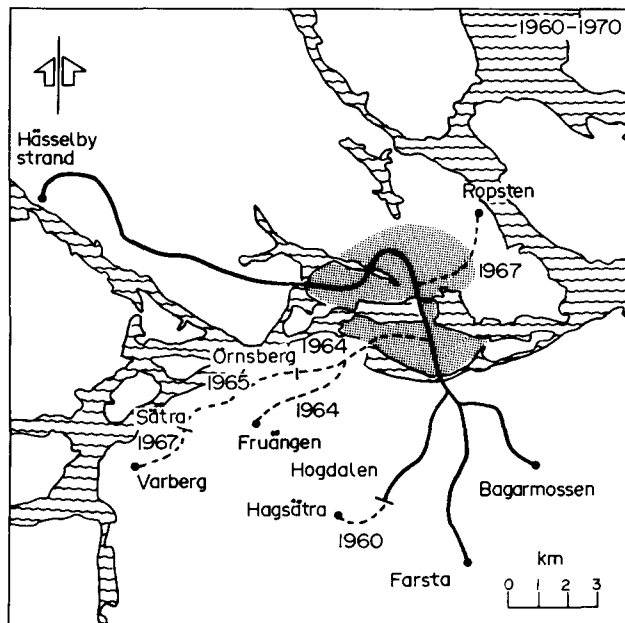 1960-1970
Hässelby
strand
Ropsten
1967
Örnsberg
1964
1965
Sätra
1964
1967
Fruängen
Varberg
Hogdalen
Bagarmossen
Hagsätra
1960
Farsta
km
0 1 2 3